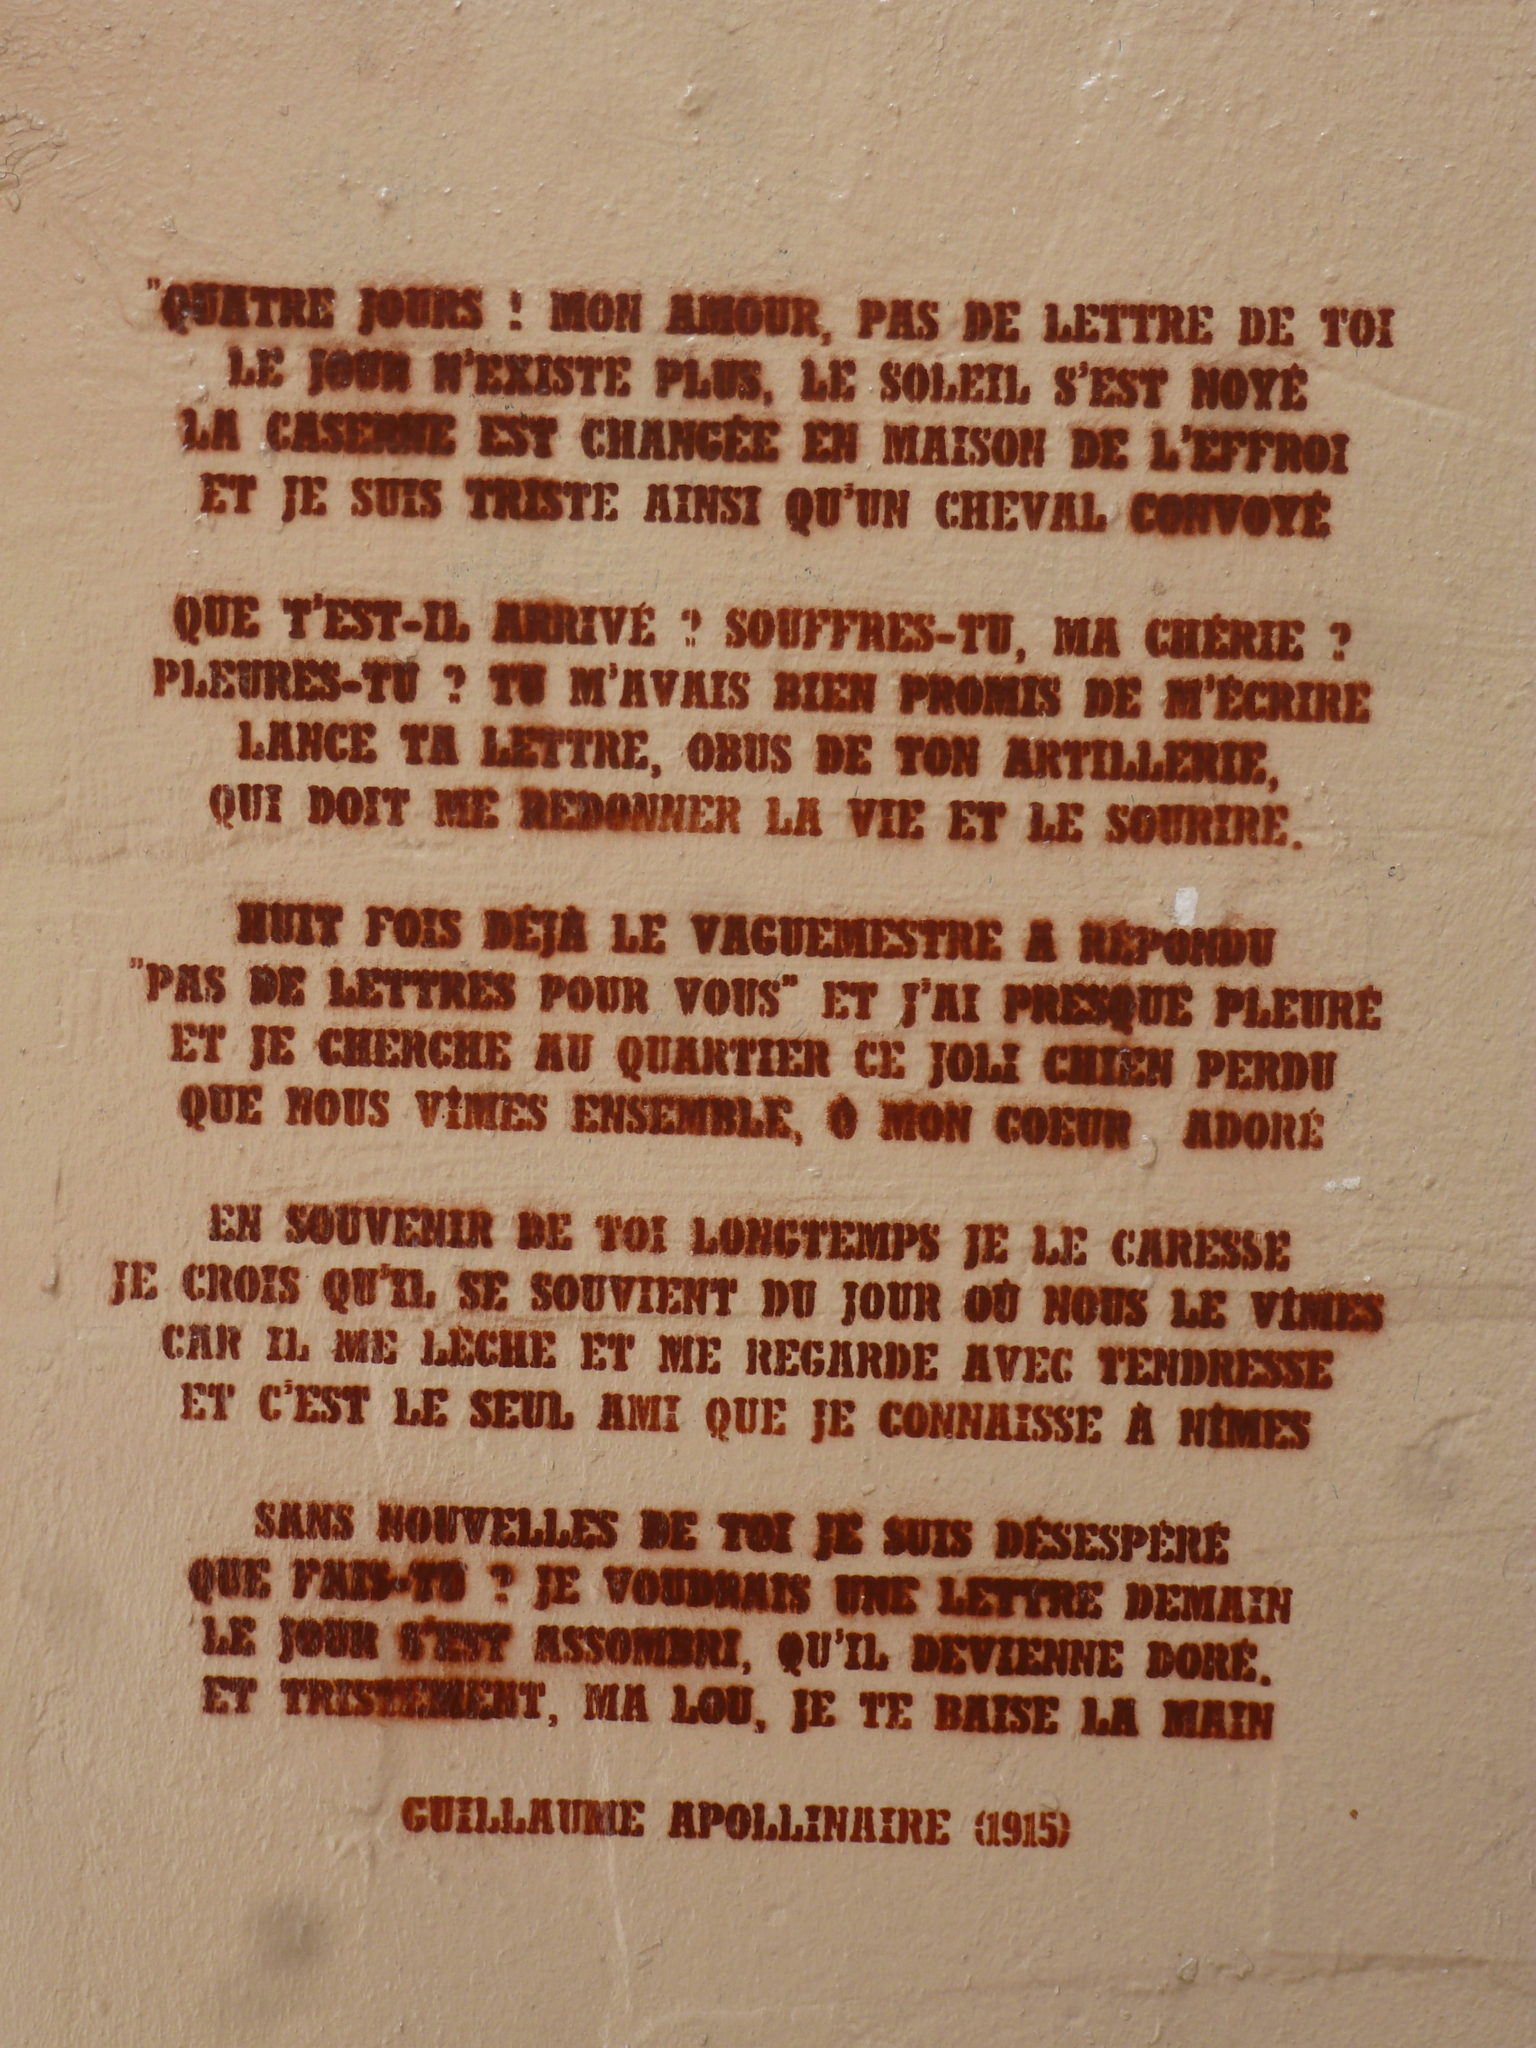 "QUATRE JOURS ! MON AMOUR, PAS DE LETTRE DE TOI
LE JOUR N'EXISTE PLUS, LE SOLEIL S'EST NOYÉ
LA CASERNE EST CHANGÉE EN MAISON DE L'EFFROI
ET JE SUIS TRISTE AINSI QU'UN CHEVAL CONVOYÉ
QUE T'EST-IL ARRIVÉ ? SOUFFRES-TU, MA CHÉRIE ?
PLEURES-TU ? TU M'AVAIS BIEN PROMIS DE M'ÉCRIRE
LANCE TA LETTRE, OBUS DE TON ARTILLERIE,
QUI DOIT ME REDONNER LA VIE ET LE SOURIRE.
HUIT FOIS DÉJÀ LE VAGUEMESTRE A RÉPONDU
"PAS DE LETTRES POUR VOUS" ET J'AI PRESQUE PLEURÉ
ET JE CHERCHE AU QUARTIER CE JOLI CHIEN PERDU
QUE NOUS VÎMES ENSEMBLE, Ô MON COEUR ADORÉ
EN SOUVENIR DE TOI LONGTEMPS JE LE CARESSE
JE CROIS QU'IL SE SOUVIENT DU JOUR OÙ NOUS LE VÎMES
CAR IL ME LÈCHE ET ME REGARDE AVEC TENDRESSE
ET C'EST LE SEUL AMI QUE JE CONNAISSE À NÎMES
SANS NOUVELLES DE TOI JE SUIS DÉSESPÉRÉ
QUE FAIS-TU ? JE VOUDRAIS UNE LETTRE DEMAIN
LE JOUR S'EST ASSOMBRI, QU'IL DEVIENNE DORÉ.
ET TRISTEMENT, MA LOU, JE TE BAISE LA MAIN
GUILLAUME APOLLINAIRE (1915)